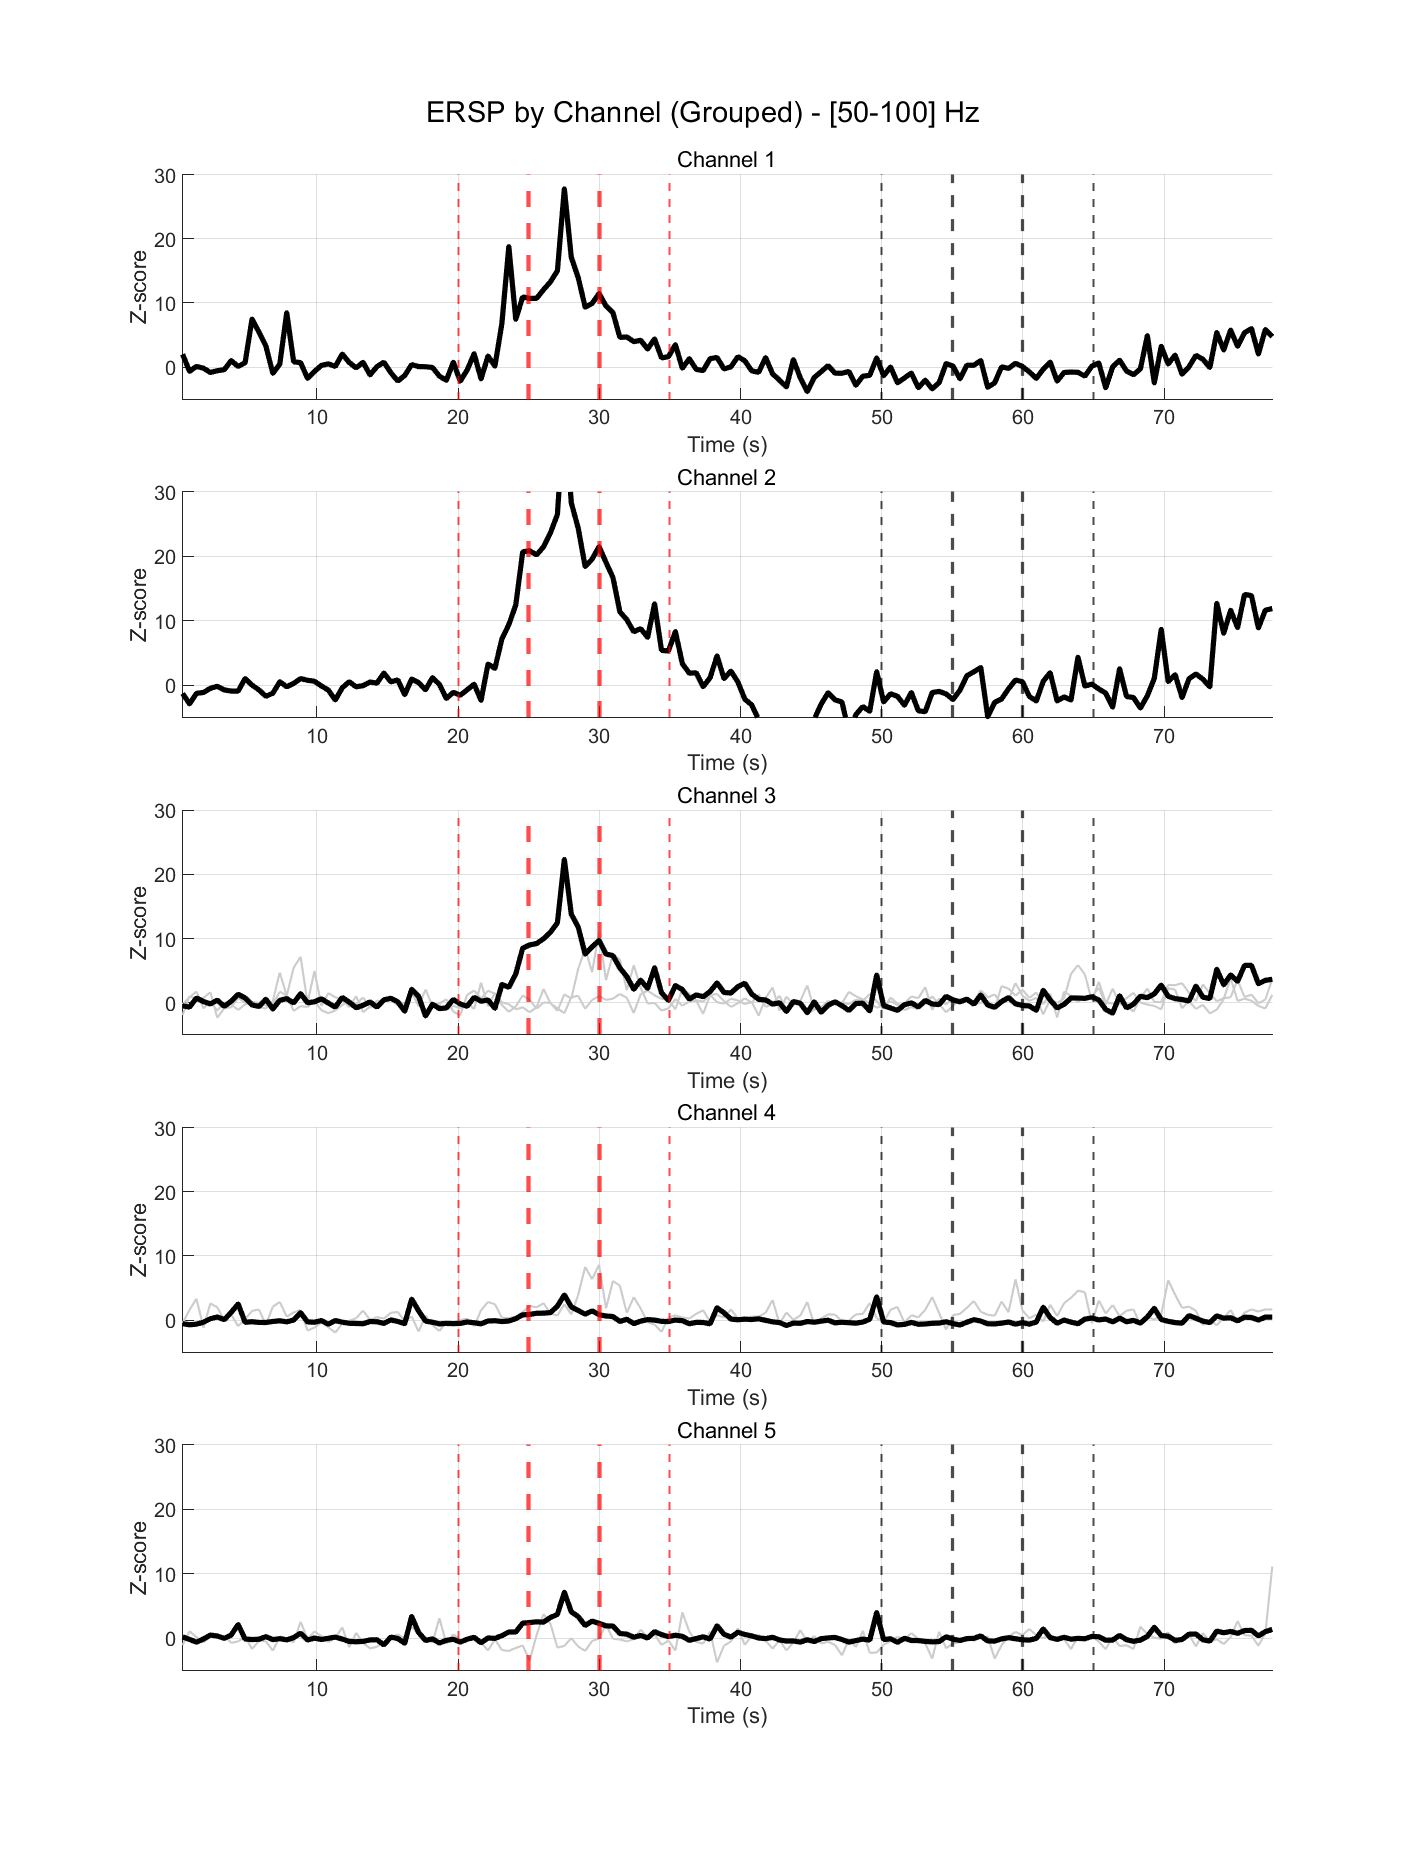 ERSP by Channel (Grouped) - [50-100] Hz
Channel 1
30
20
10
0
Z-score
10 20 30 40 50 60 70
Time (s)
Channel 2
30
20
10
0
Z-score
10 20 30 40 50 60 70
Time (s)
Channel 3
30
20
10
0
Z-score
10 20 30 40 50 60 70
Time (s)
Channel 4
30
20
10
0
Z-score
10 20 30 40 50 60 70
Time (s)
Channel 5
30
20
10
0
Z-score
10 20 30 40 50 60 70
Time (s)